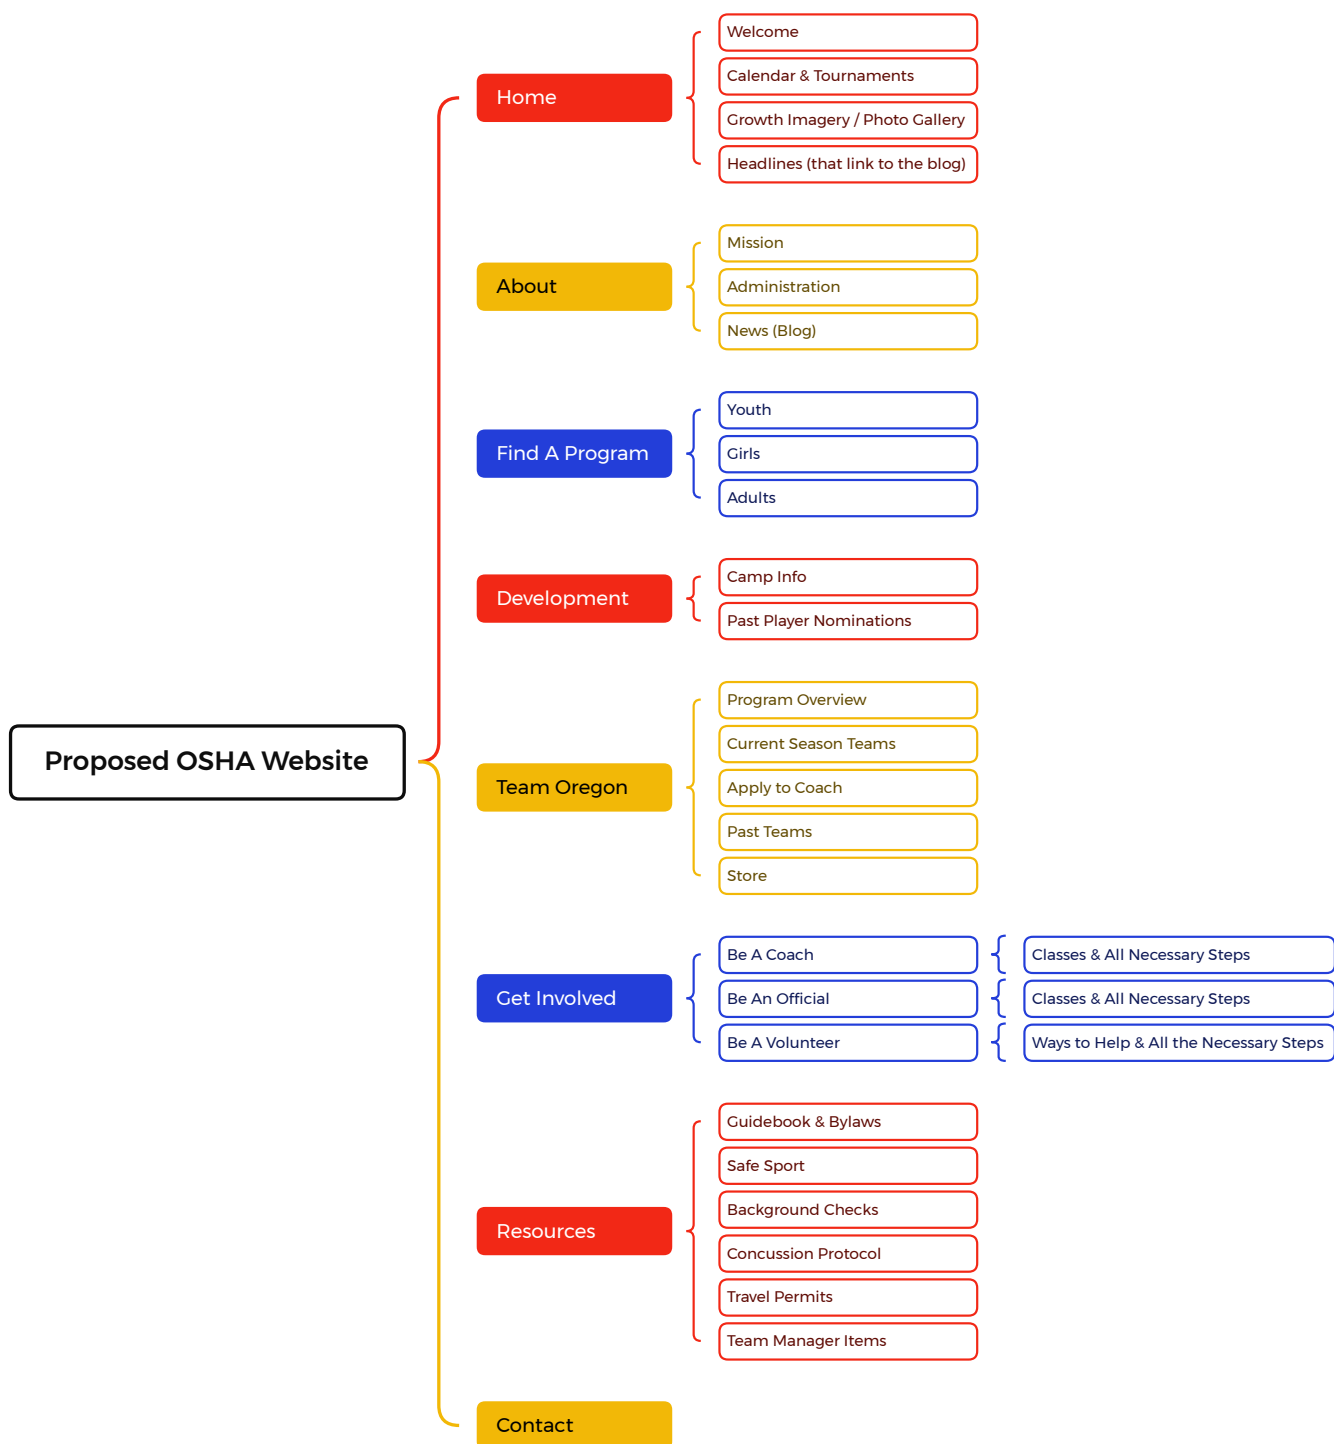 Proposed OSHA Website
Home
Welcome
Calendar & Tournaments
Growth Imagery / Photo Gallery
Headlines (that link to the blog)
About
Mission
Administration
News (Blog)
Find A Program
Youth
Girls
Adults
Development
Camp Info
Past Player Nominations
Team Oregon
Program Overview
Current Season Teams
Apply to Coach
Past Teams
Store
Get Involved
Be A Coach
Classes & All Necessary Steps
Be An Official
Classes & All Necessary Steps
Be A Volunteer
Ways to Help & All the Necessary Steps
Resources
Guidebook & Bylaws
Safe Sport
Background Checks
Concussion Protocol
Travel Permits
Team Manager Items
Contact